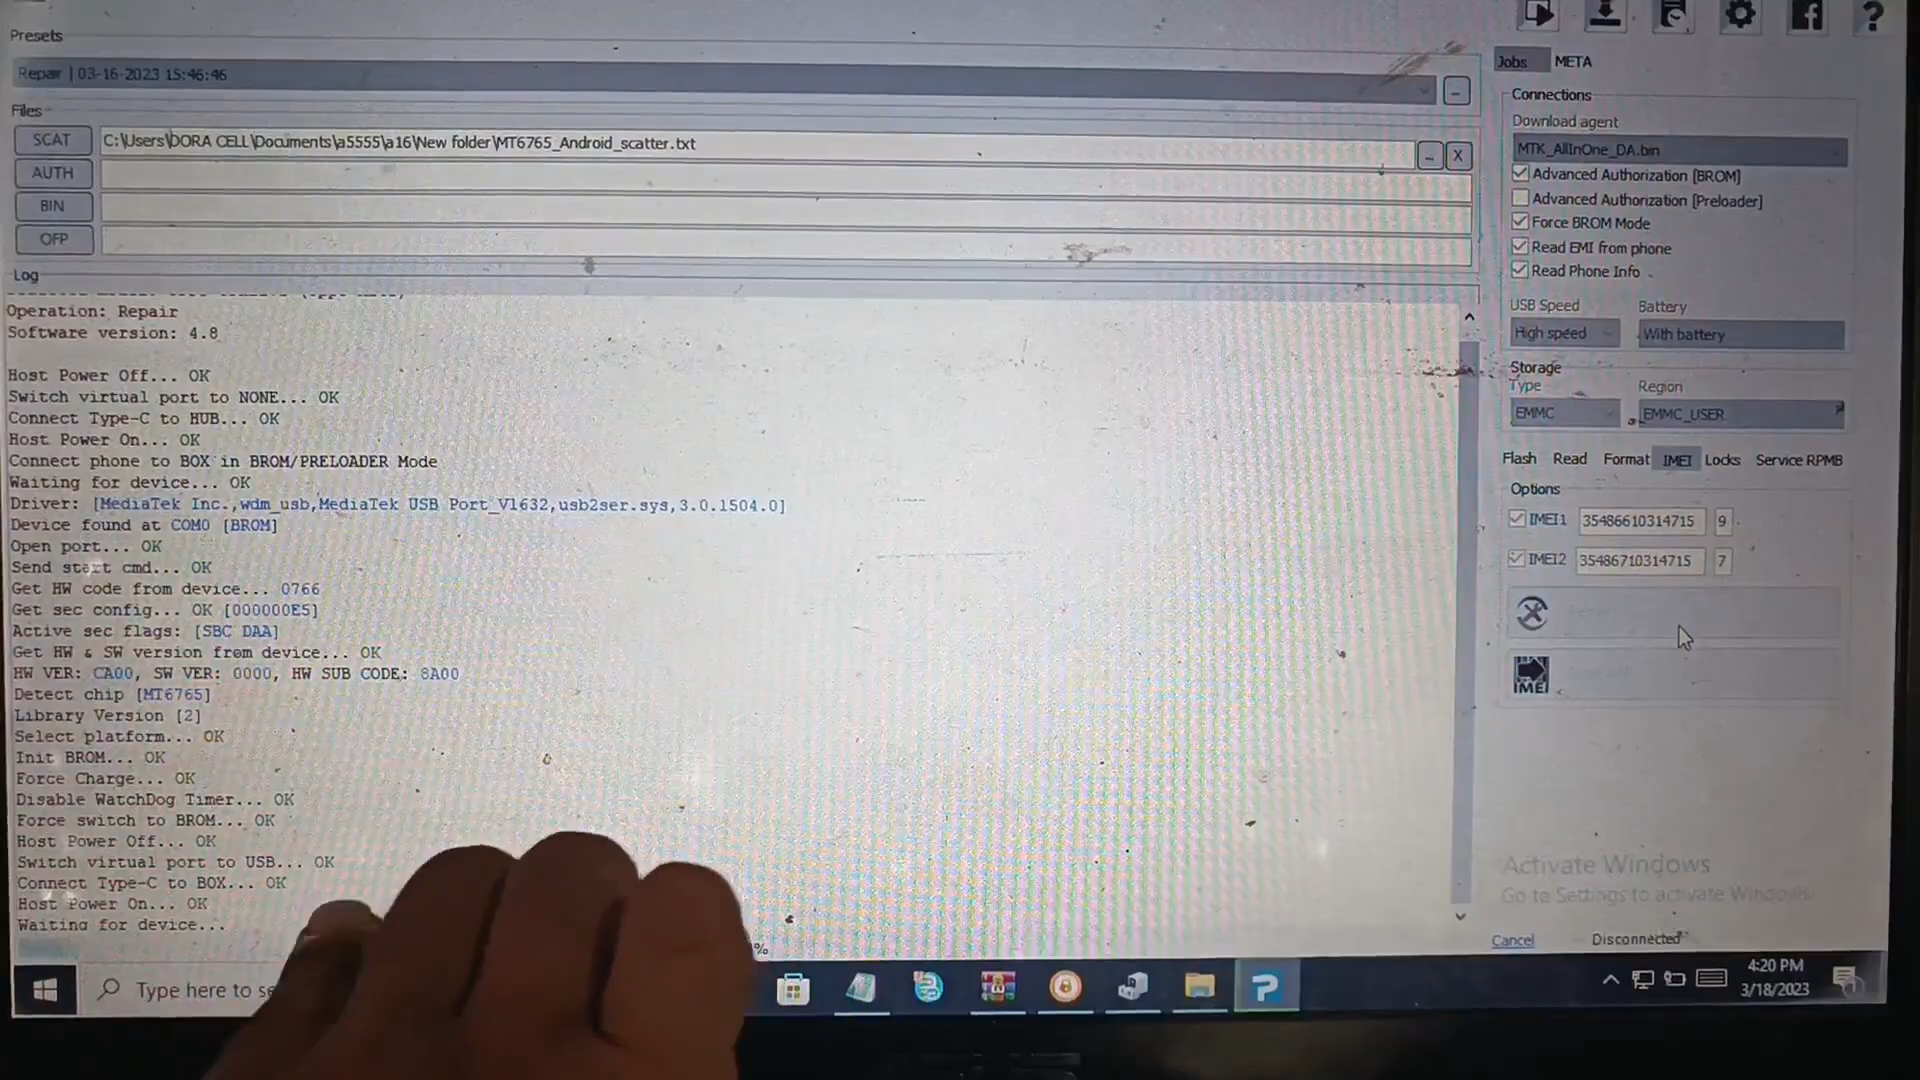 Presets
Repair | 03-16-2023 15:46:46
Files
SCAT
C:\Users\DORA CELL\Documents\a5555\a16\New folder\MT6765_Android_scatter.txt
X
AUTH
BIN
OFP
Log
Operation: Repair
Software version: 4.8
Host Power Off... OK
Switch virtual port to NONE... OK
Connect Type-C to HUB... OK
Host Power On... OK
Connect phone to BOX in BROM/PRELOADER Mode
Waiting for device... OK
Driver: [MediaTek Inc.,wdm_usb,MediaTek USB Port_V1632,usb2ser.sys,3.0.1504.0]
Device found at COM0 [BROM]
Open port... OK
Send start cmd... OK
Get HW code from device... 0766
Get sec config... OK [000000E5]
Active sec flags: [SBC DAA]
Get HW & SW version from device... OK
HW VER: CA00, SW VER: 0000, HW SUB CODE: 8A00
Detect chip [MT6765]
Library Version [2]
Select platform... OK
Init BROM... OK
Force Charge... OK
Disable WatchDog Timer... OK
Force switch to BROM... OK
Host Power Off... OK
Switch virtual port to USB... OK
Connect Type-C to BOX... OK
Host Power On... OK
Waiting for device...
%
Jobs META
Connections
Download agent
MTK_AllInOne_DA.bin
Advanced Authorization [BROM]
Advanced Authorization [Preloader]
Force BROM Mode
Read EMI from phone
Read Phone Info
USB Speed Battery
High speed With battery
Storage
Type Region
EMMC EMMC_USER
Flash Read Format IMEI Locks Service RPMB
Options
IMEI1 35486610314715 9
IMEI2 35486710314715 7
IMEI
Activate Windows
Go to Settings to activate Windows.
Cancel Disconnected
Type here to se
4:20 PM
3/18/2023